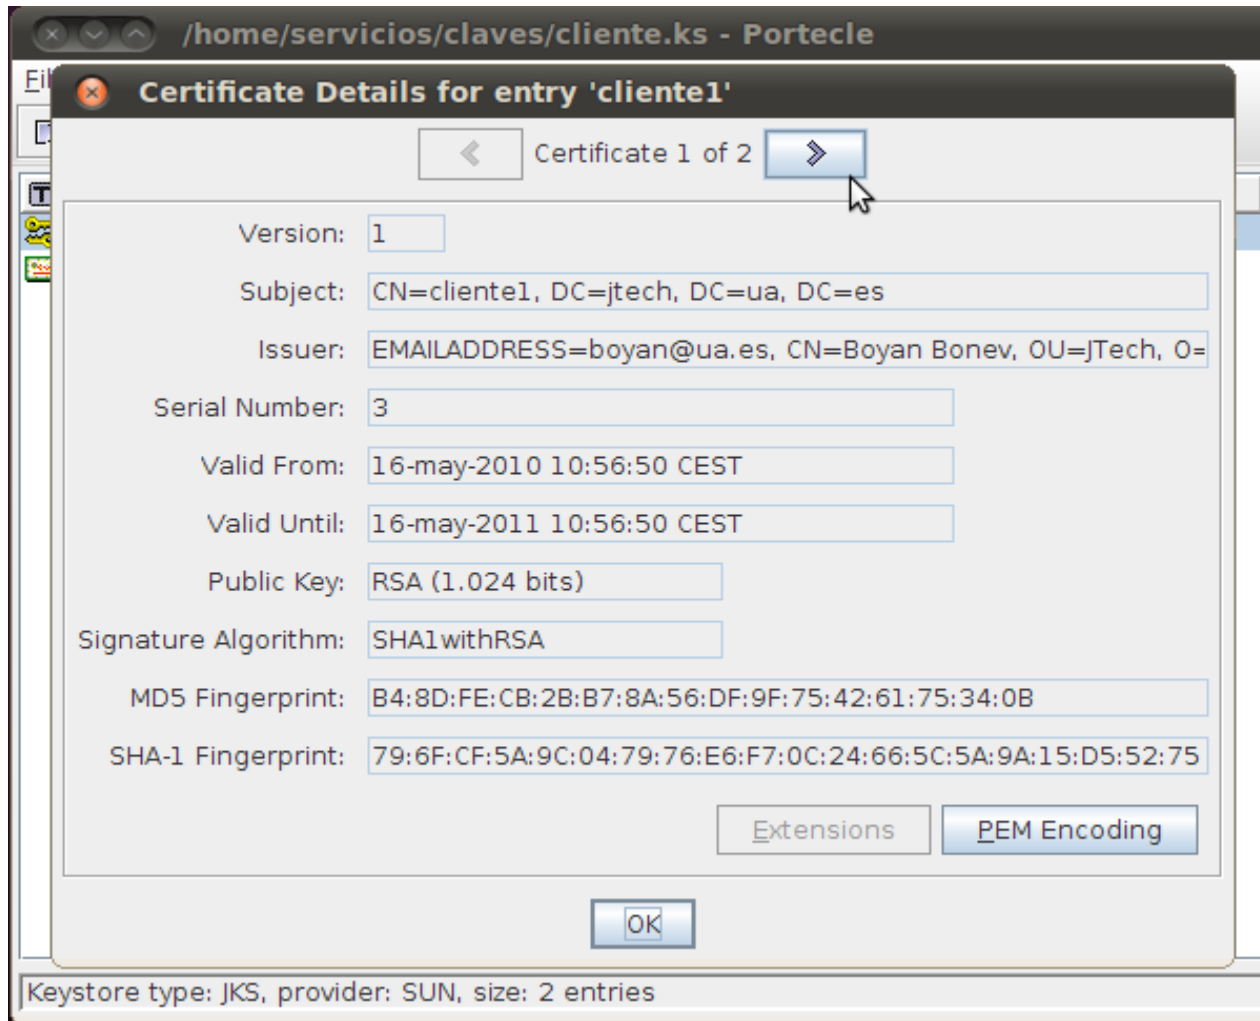 /home/servicios/claves/cliente.ks - Portecle
Fil
Certificate Details for entry 'cliente1'
Certificate 1 of 2
T
Version: 1
Subject: CN=cliente1, DC=jtech, DC=ua, DC=es
Issuer: EMAILADDRESS=boyan@ua.es, CN=Boyan Bonev, OU=JTech, O=
Serial Number: 3
Valid From: 16-may-2010 10:56:50 CEST
Valid Until: 16-may-2011 10:56:50 CEST
Public Key: RSA (1.024 bits)
Signature Algorithm: SHA1withRSA
MD5 Fingerprint: B4:8D:FE:CB:2B:B7:8A:56:DF:9F:75:42:61:75:34:0B
SHA-1 Fingerprint: 79:6F:CF:5A:9C:04:79:76:E6:F7:0C:24:66:5C:5A:9A:15:D5:52:75
Extensions PEM Encoding
OK
Keystore type: JKS, provider: SUN, size: 2 entries